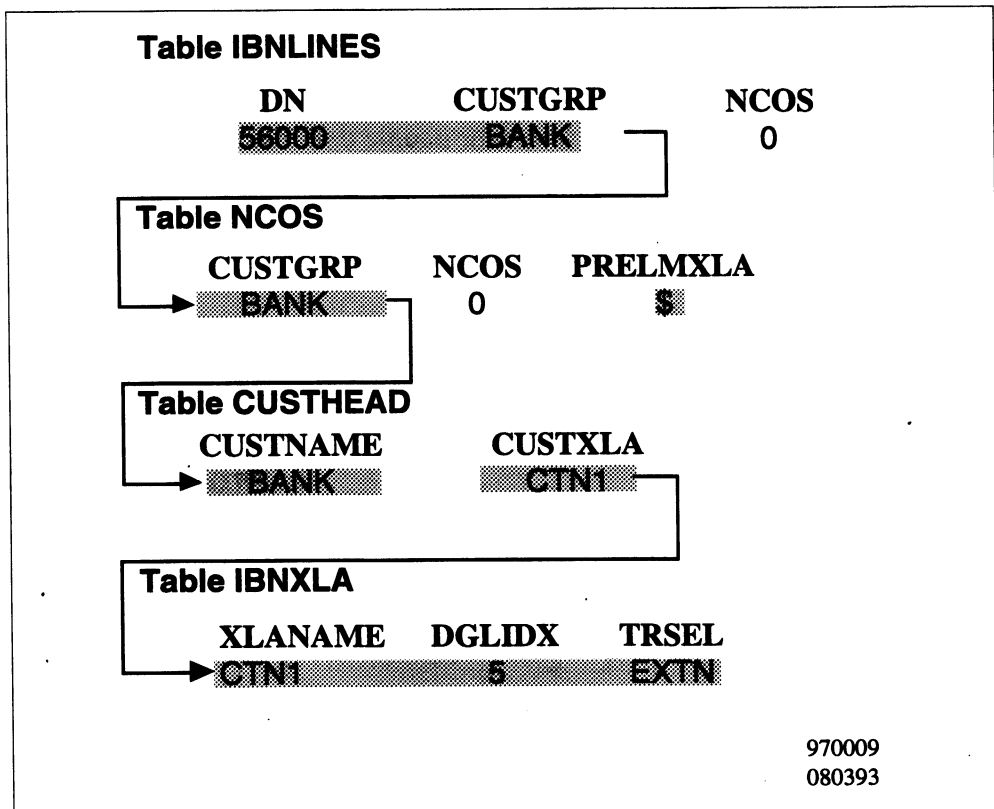 Table IBNLINES
DN CUSTGRP NCOS
56000 BANK 0
Table NCOS
CUSTGRP NCOS PRELMXLA
BANK 0 $
Table CUSTHEAD
CUSTNAME CUSTXLA
BANK CTN1
Table IBNXLA
XLANAME DGLIDX TRSEL
CTN1 5 EXTN
970009
080393